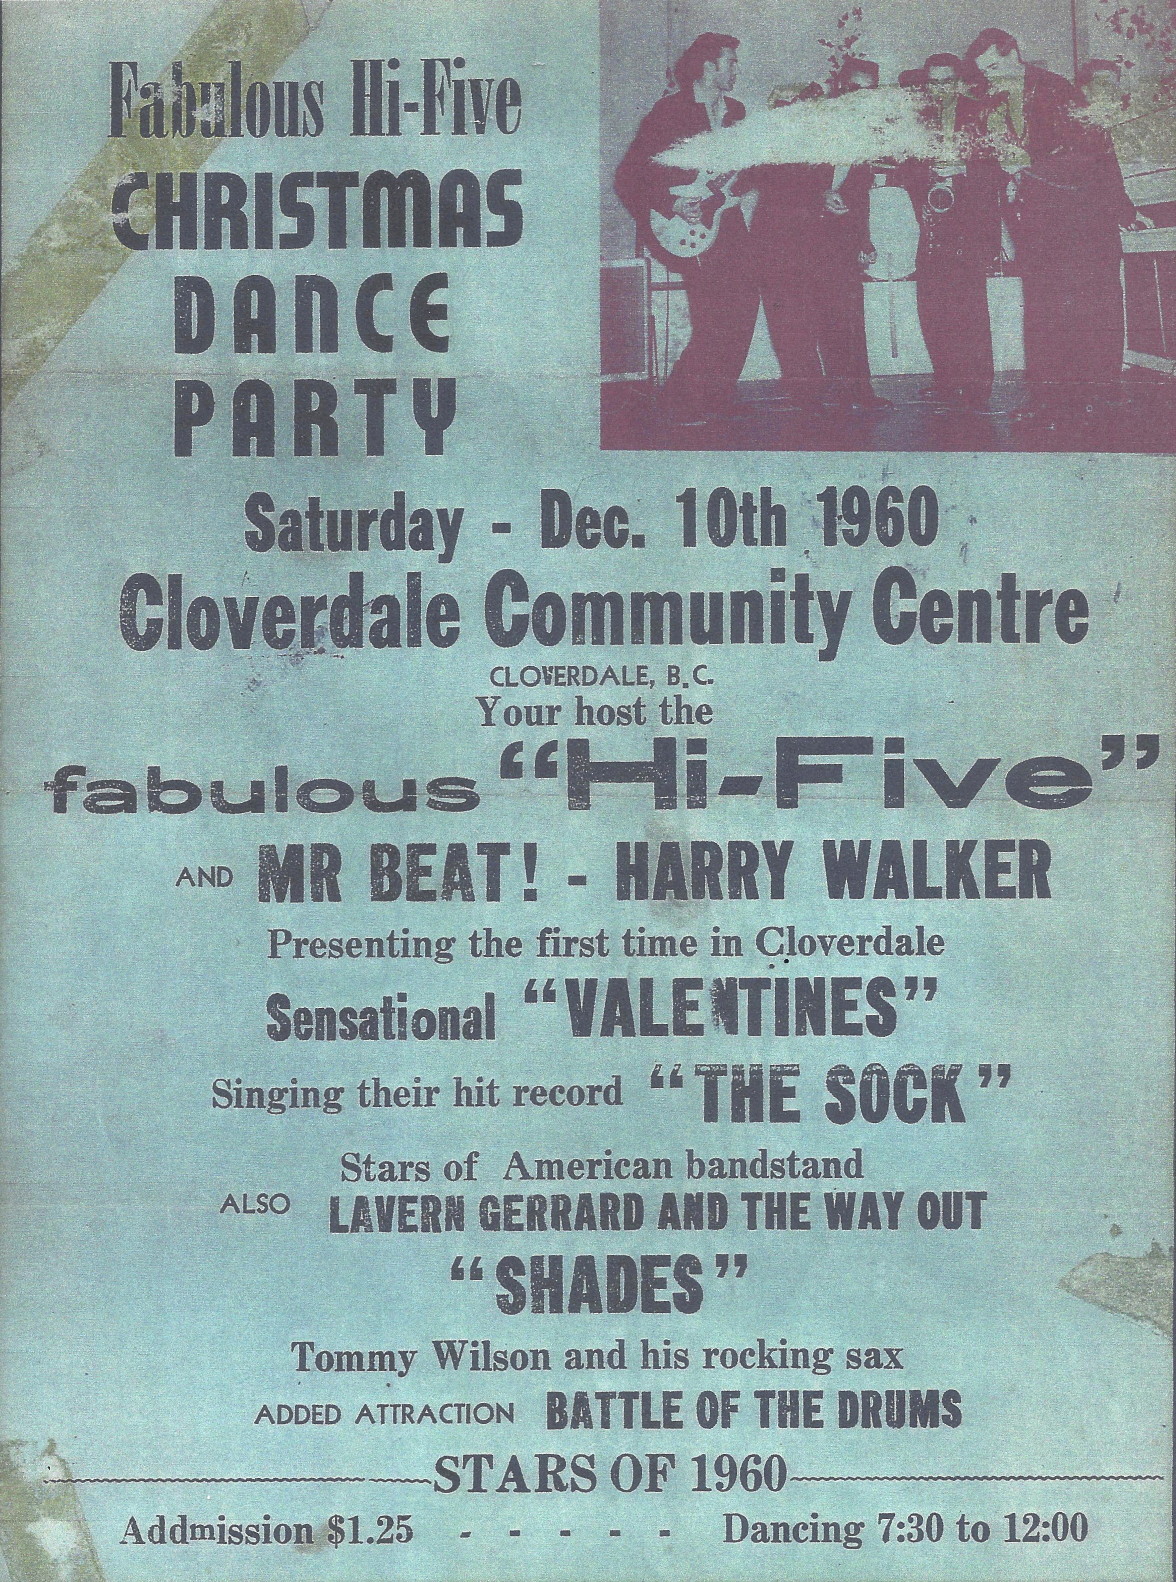 Fabulous Hi-Five
CHRISTMAS
DANCE
PARTY
Saturday - Dec. 10th 1960
Cloverdale Community Centre
CLOVERDALE, B.C.
Your host the
fabulous "Hi-Five"
AND MR BEAT! - HARRY WALKER
Presenting the first time in Cloverdale
Sensational "VALENTINES"
Singing their hit record "THE SOCK"
Stars of American bandstand
ALSO LAVERN GERRARD AND THE WAY OUT
"SHADES"
Tommy Wilson and his rocking sax
ADDED ATTRACTION BATTLE OF THE DRUMS
STARS OF 1960
Addmission $1.25 - - - - - Dancing 7:30 to 12:00